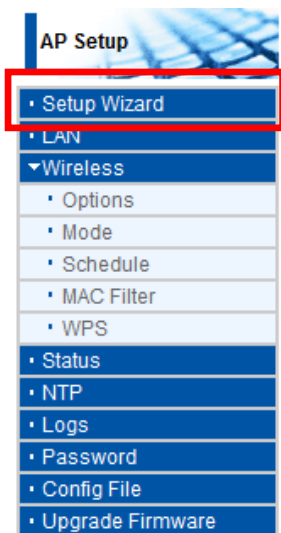 AP Setup
Setup Wizard
LAN
Wireless
Options
Mode
Schedule
MAC Filter
WPS
Status
NTP
Logs
Password
Config File
Upgrade Firmware